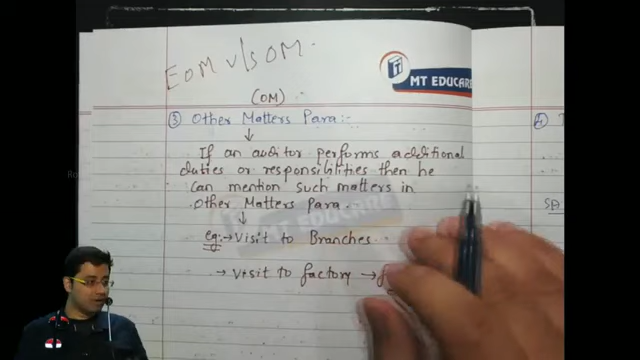 EOM v/s OM.
MT EDUCARE
(OM)
③ Other Matters Para :-
↓
If an auditor performs additional
duties or responsibilities then he
can mention such matters in
Other Matters Para.
↓
eg: → Visit to Branches.
→ Visit to factory →